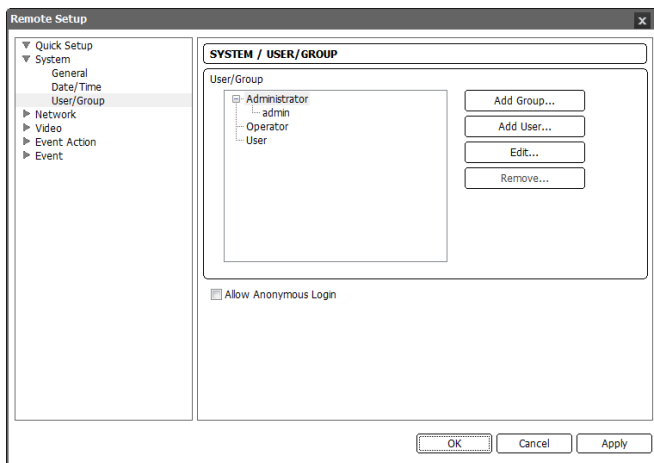 Remote Setup
x
Quick Setup
System
General
Date/Time
User/Group
Network
Video
Event Action
Event
SYSTEM / USER/GROUP
User/Group
Administrator
admin
Operator
User
Add Group...
Add User...
Edit...
Remove...
Allow Anonymous Login
OK
Cancel
Apply